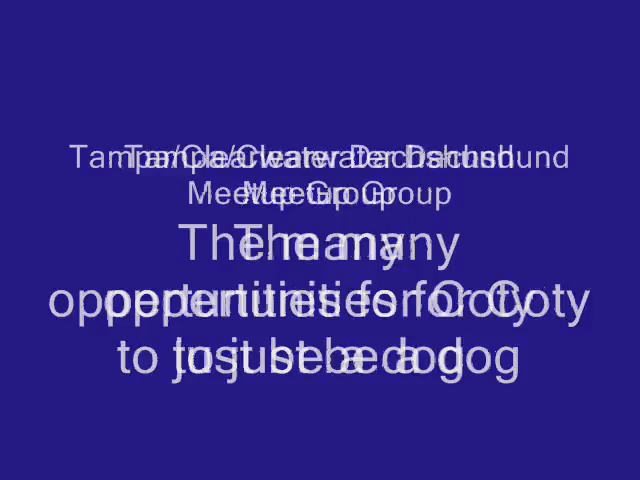 Tampa/Clearwater Dachshund
Meetup Group
The many
opportunities for Coty
to just be a dog